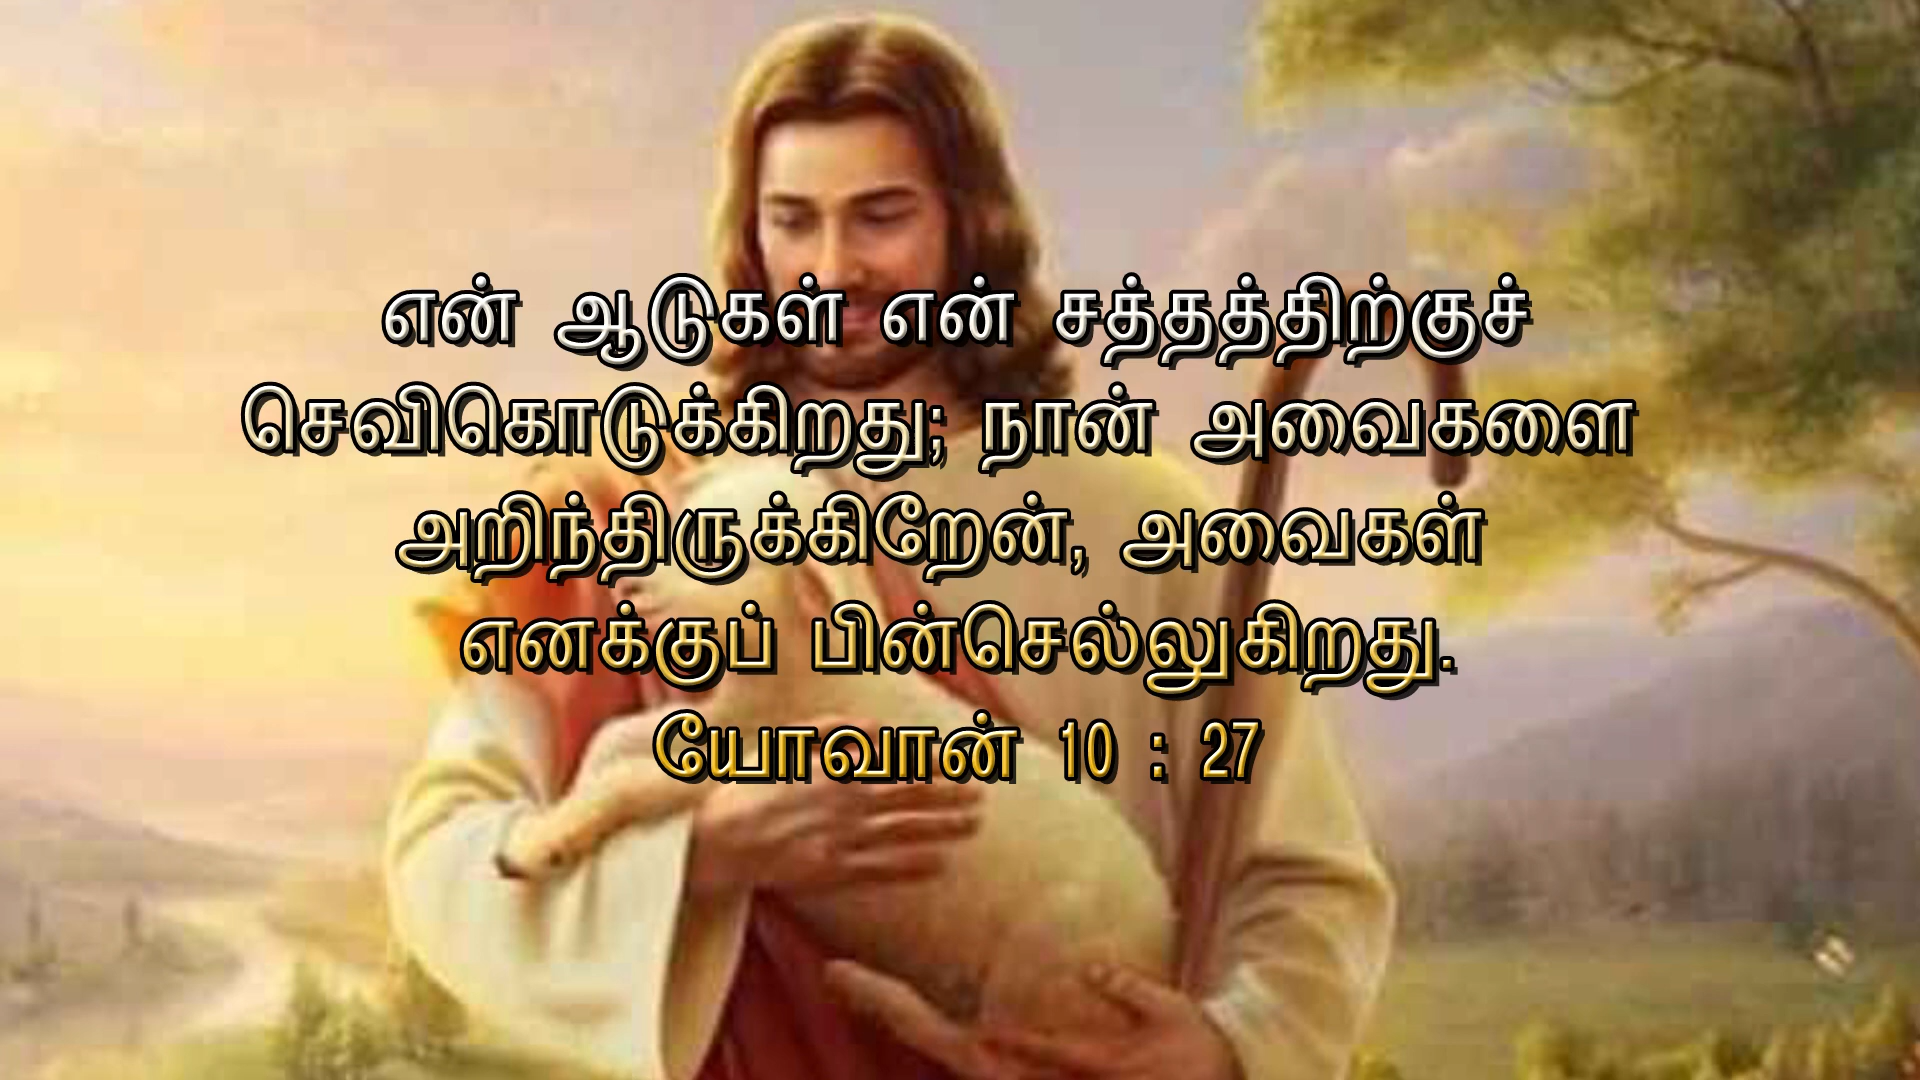 என் ஆடுகள் என் சத்தத்திற்குச்
செவிகொடுக்கிறது; நான் அவைகளை
அறிந்திருக்கிறேன், அவைகள்
எனக்குப் பின்செல்லுகிறது.
யோவான் 10 : 27